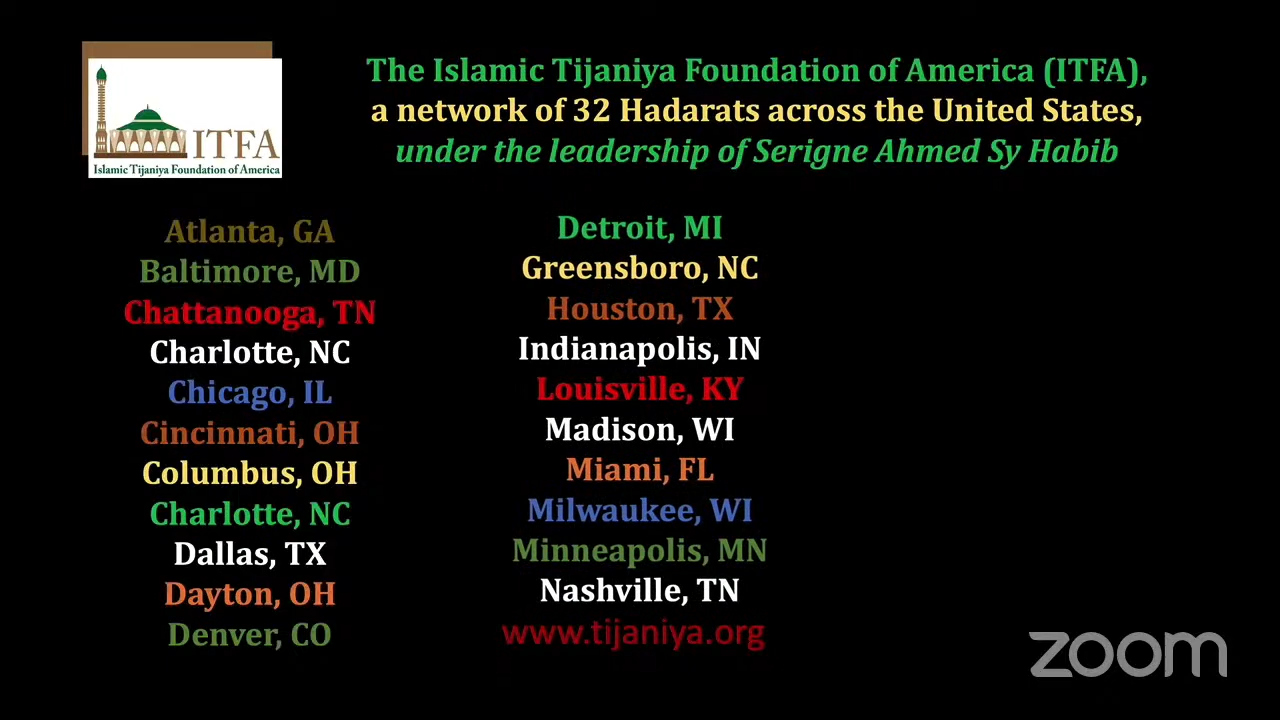 ITFA
Islamic Tijaniya Foundation of America
The Islamic Tijaniya Foundation of America (ITFA),
a network of 32 Hadarats across the United States,
under the leadership of Serigne Ahmed Sy Habib
Atlanta, GA
Baltimore, MD
Chattanooga, TN
Charlotte, NC
Chicago, IL
Cincinnati, OH
Columbus, OH
Charlotte, NC
Dallas, TX
Dayton, OH
Denver, CO
Detroit, MI
Greensboro, NC
Houston, TX
Indianapolis, IN
Louisville, KY
Madison, WI
Miami, FL
Milwaukee, WI
Minneapolis, MN
Nashville, TN
www.tijaniya.org
zoom